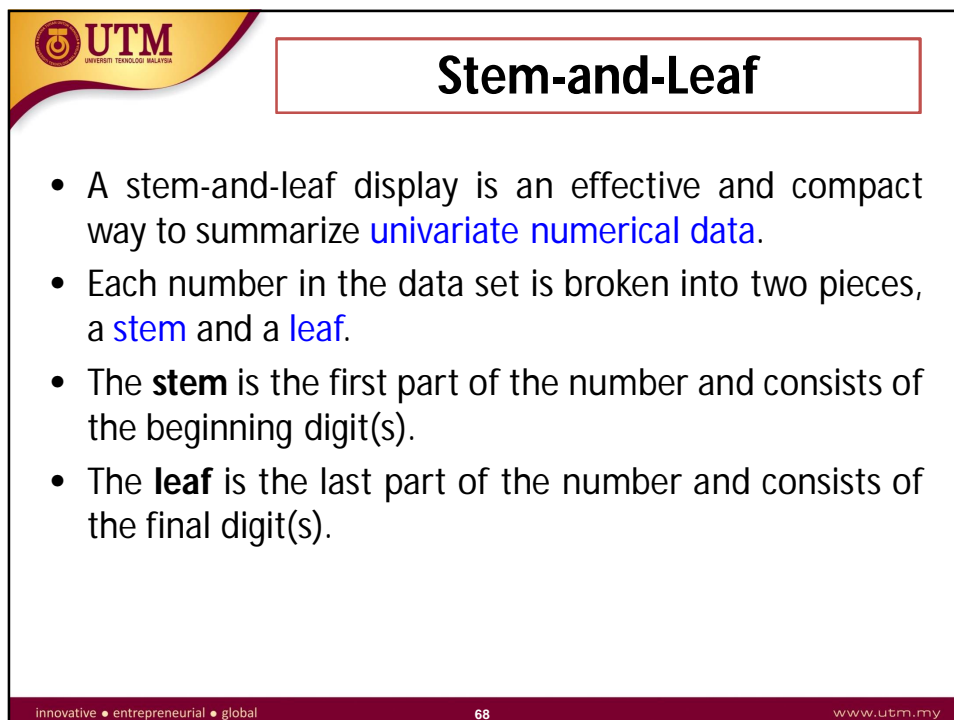 UTM
UNIVERSITI TEKNOLOGI MALAYSIA
Stem-and-Leaf
• A stem-and-leaf display is an effective and compact
way to summarize univariate numerical data.
• Each number in the data set is broken into two pieces,
a stem and a leaf.
• The stem is the first part of the number and consists of
the beginning digit(s).
• The leaf is the last part of the number and consists of
the final digit(s).
innovative ● entrepreneurial ● global
68
www.utm.my